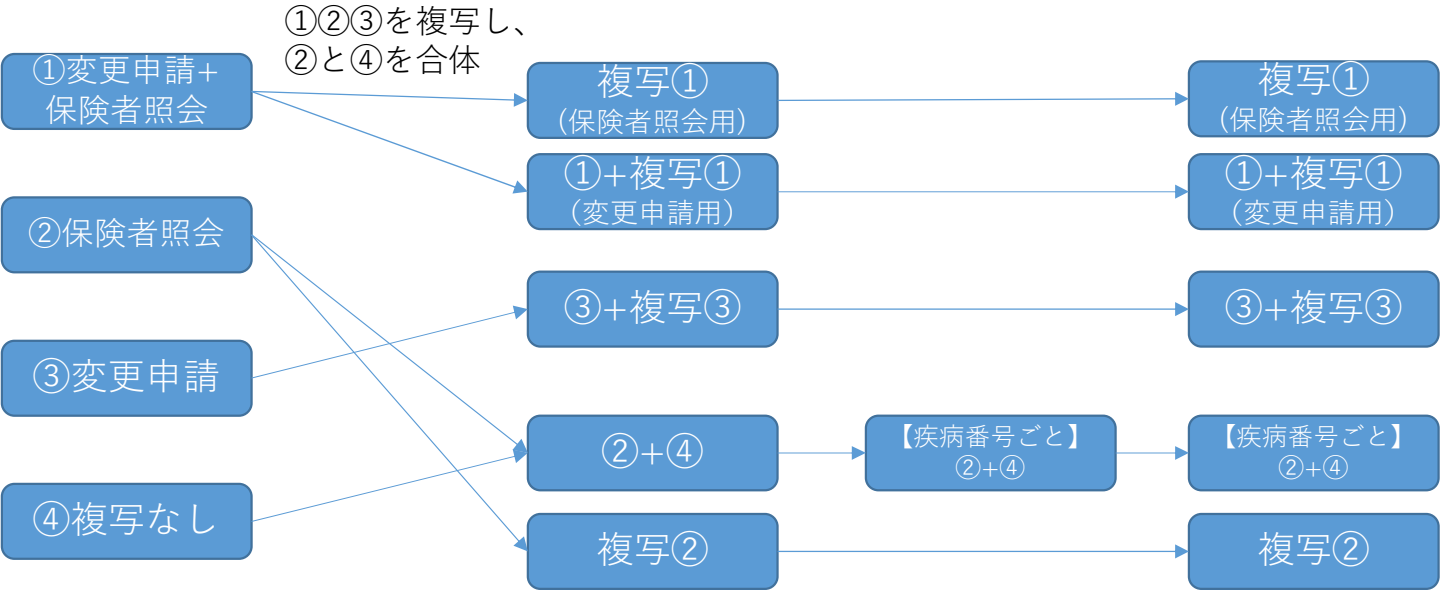 ①②③を複写し、
②と④を合体
①変更申請+
保険者照会
②保険者照会
③変更申請
④複写なし
複写①
(保険者照会用)
①+複写①
(変更申請用)
③+複写③
②+④
複写②
【疾病番号ごと】
②+④
複写①
(保険者照会用)
①+複写①
(変更申請用)
③+複写③
【疾病番号ごと】
②+④
複写②